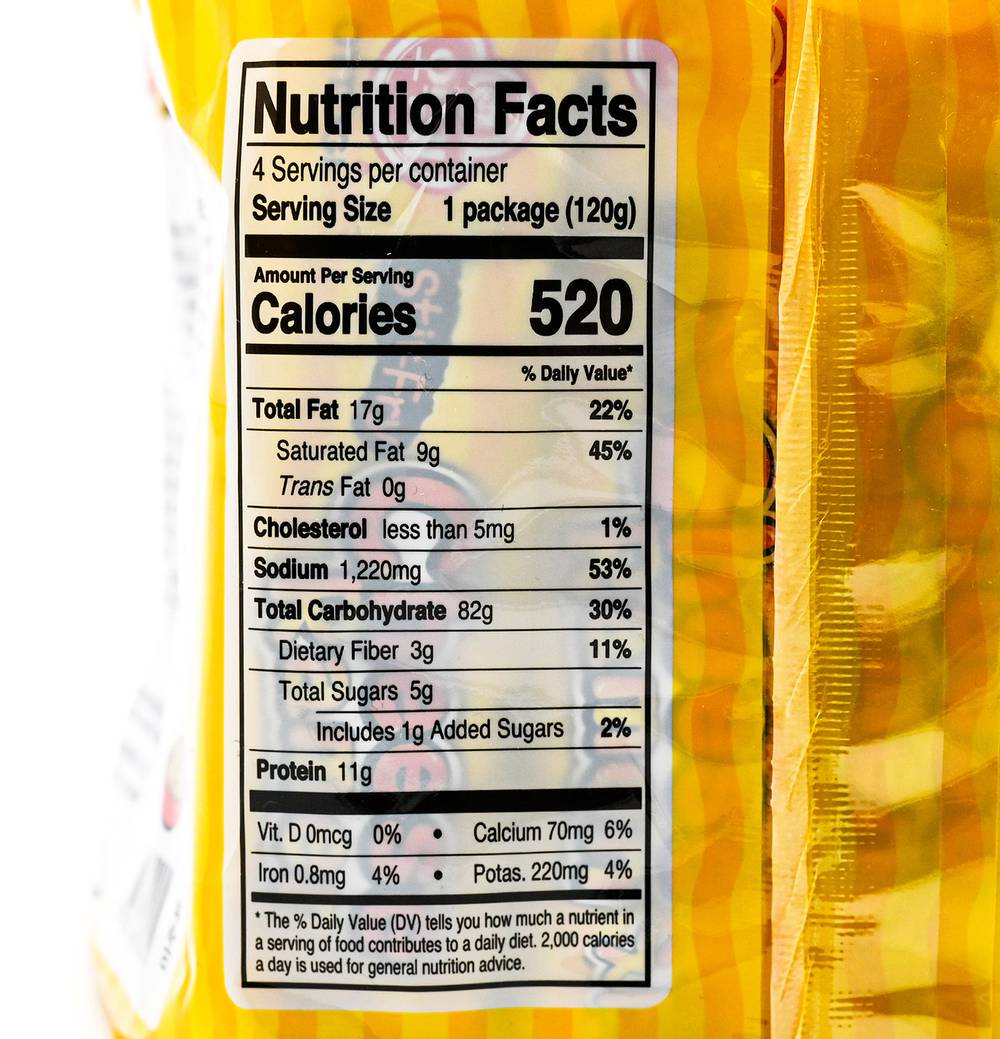 Nutrition Facts
4 Servings per container
Serving Size 1 package (120g)
Amount Per Serving
Calories 520
% Daily Value*
Total Fat 17g 22%
Saturated Fat 9g 45%
Trans Fat 0g
Cholesterol less than 5mg 1%
Sodium 1,220mg 53%
Total Carbohydrate 82g 30%
Dietary Fiber 3g 11%
Total Sugars 5g
Includes 1g Added Sugars 2%
Protein 11g
Vit. D 0mcg 0% • Calcium 70mg 6%
Iron 0.8mg 4% • Potas. 220mg 4%
* The % Daily Value (DV) tells you how much a nutrient in
a serving of food contributes to a daily diet. 2,000 calories
a day is used for general nutrition advice.